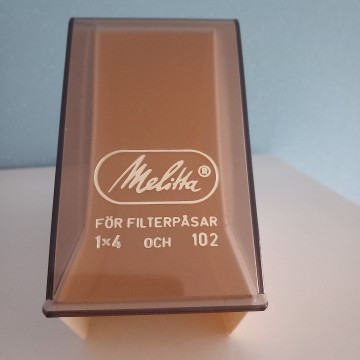 Melitta®
FÖR FILTERPÅSAR
1×4 OCH 102